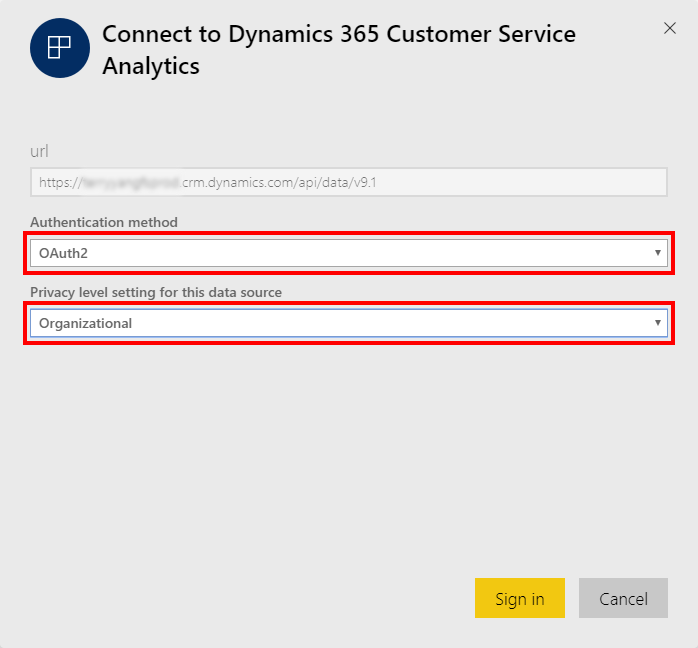 Connect to Dynamics 365 Customer Service
Analytics
url
https:// .crm.dynamics.com/api/data/v9.1
Authentication method
OAuth2
Privacy level setting for this data source
Organizational
Sign in
Cancel